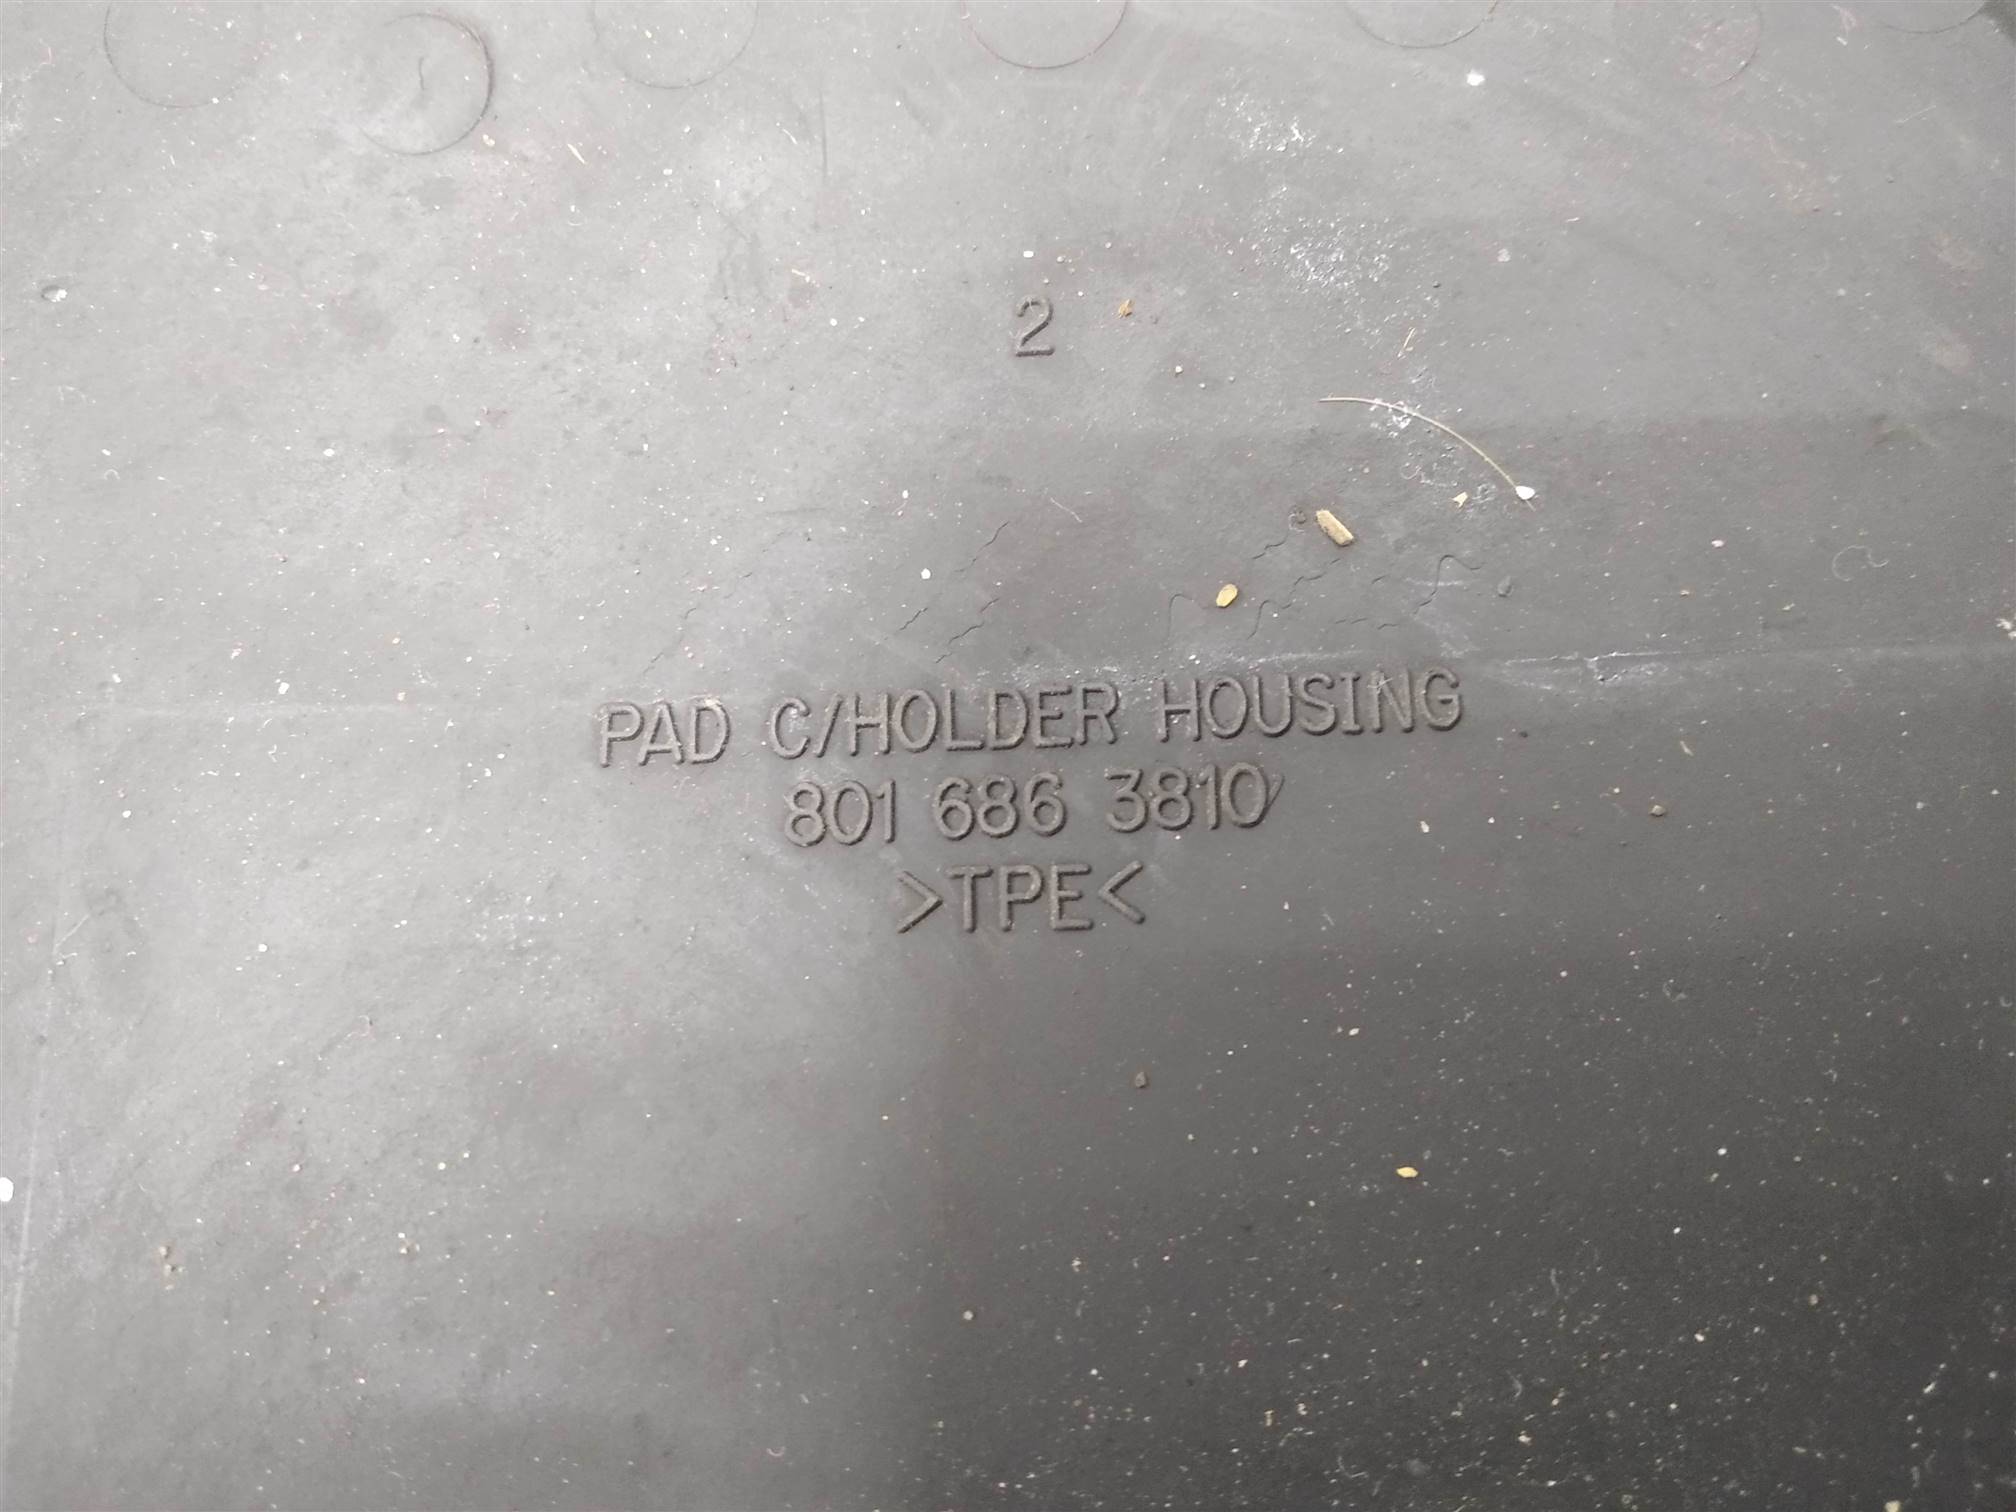 2
PAD C/HOLDER HOUSING
801 686 3810
>TPE<